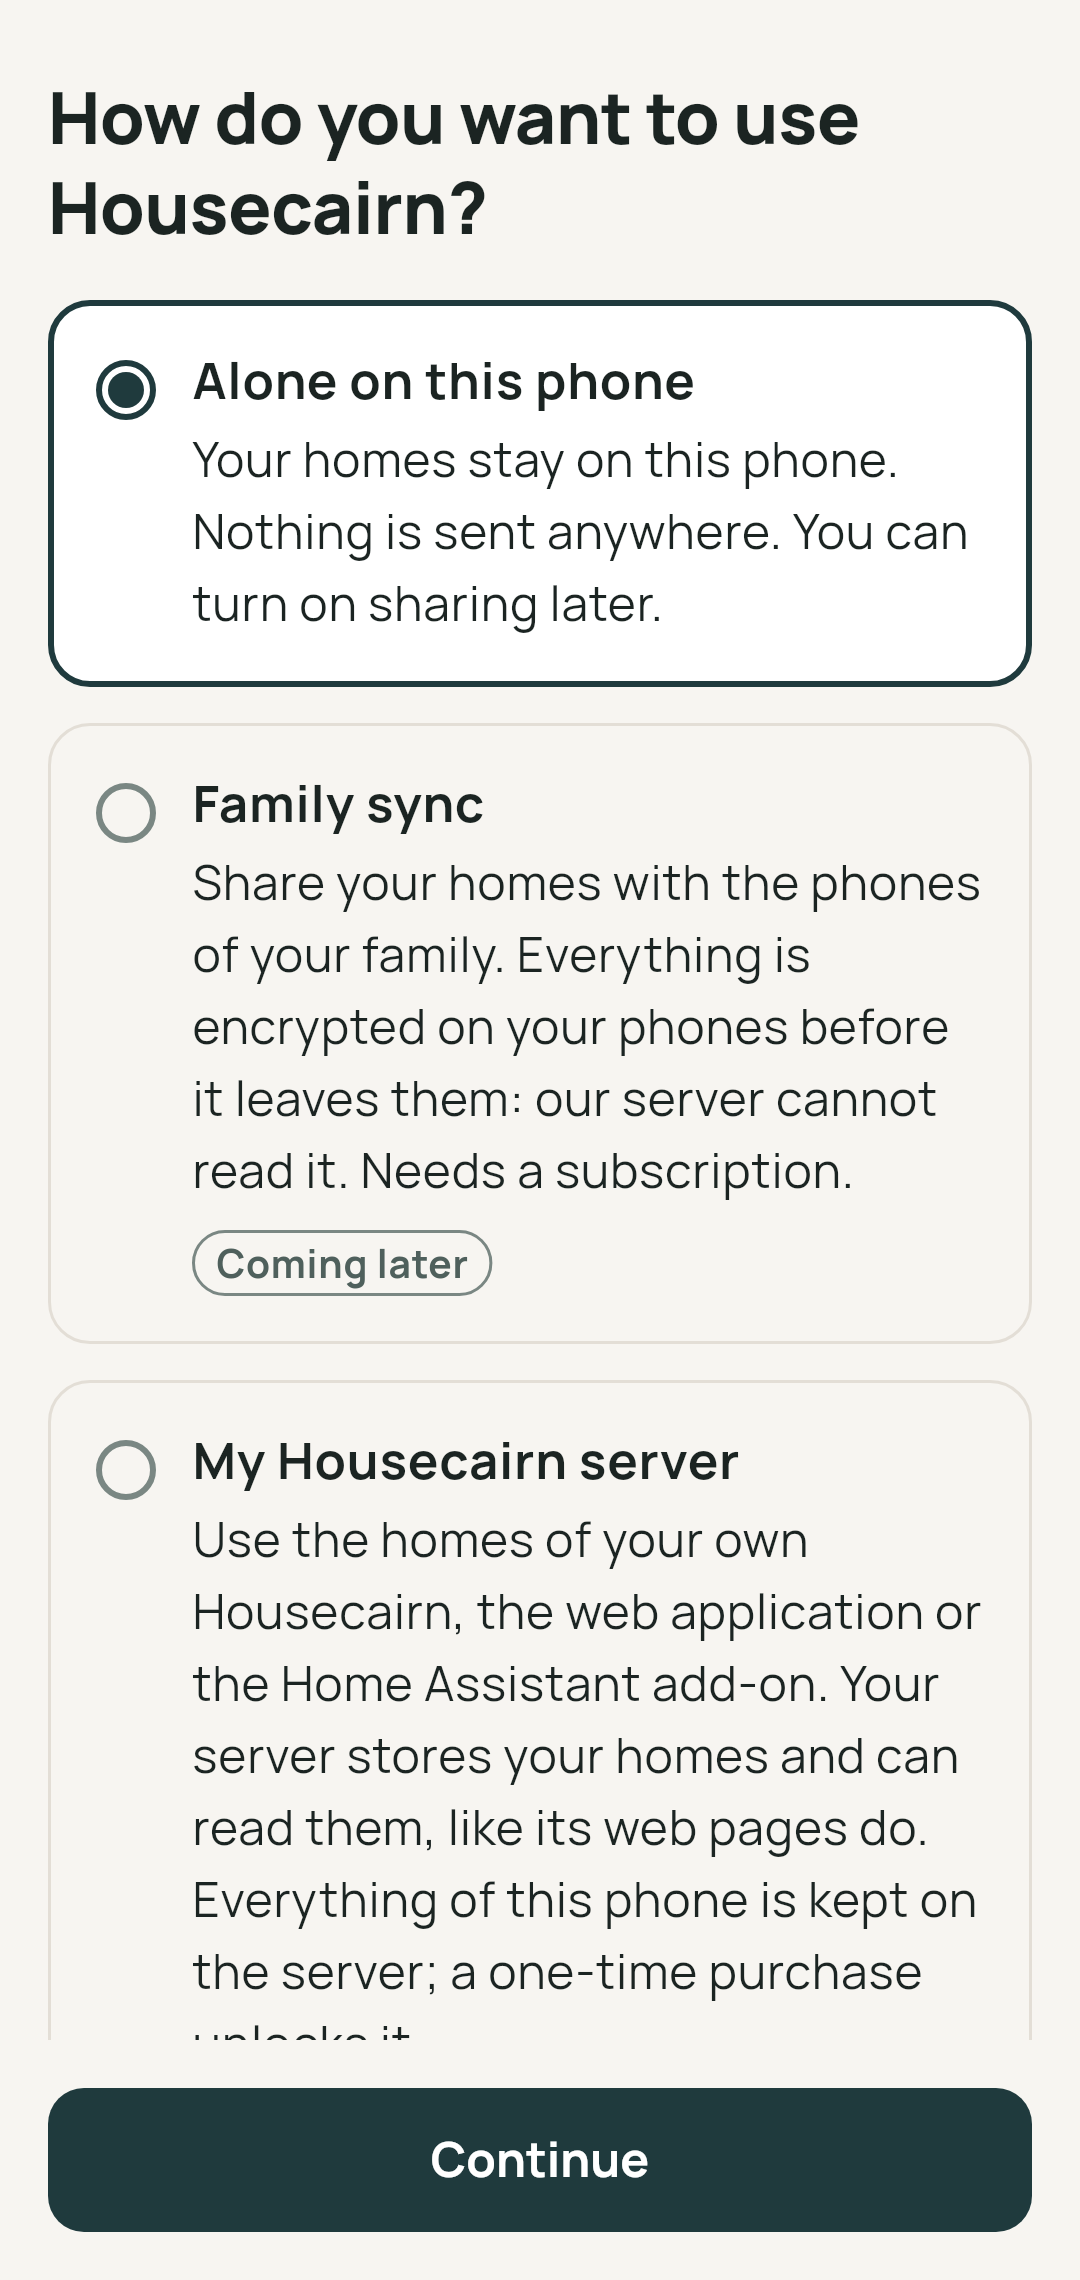 How do you want to use
Housecairn?
Alone on this phone
Your homes stay on this phone.
Nothing is sent anywhere. You can
turn on sharing later.
Family sync
Share your homes with the phones
of your family. Everything is
encrypted on your phones before
it leaves them: our server cannot
read it. Needs a subscription.
Coming later
My Housecairn server
Use the homes of your own
Housecairn, the web application or
the Home Assistant add-on. Your
server stores your homes and can
read them, like its web pages do.
Everything of this phone is kept on
the server; a one-time purchase
unlocks it
Continue